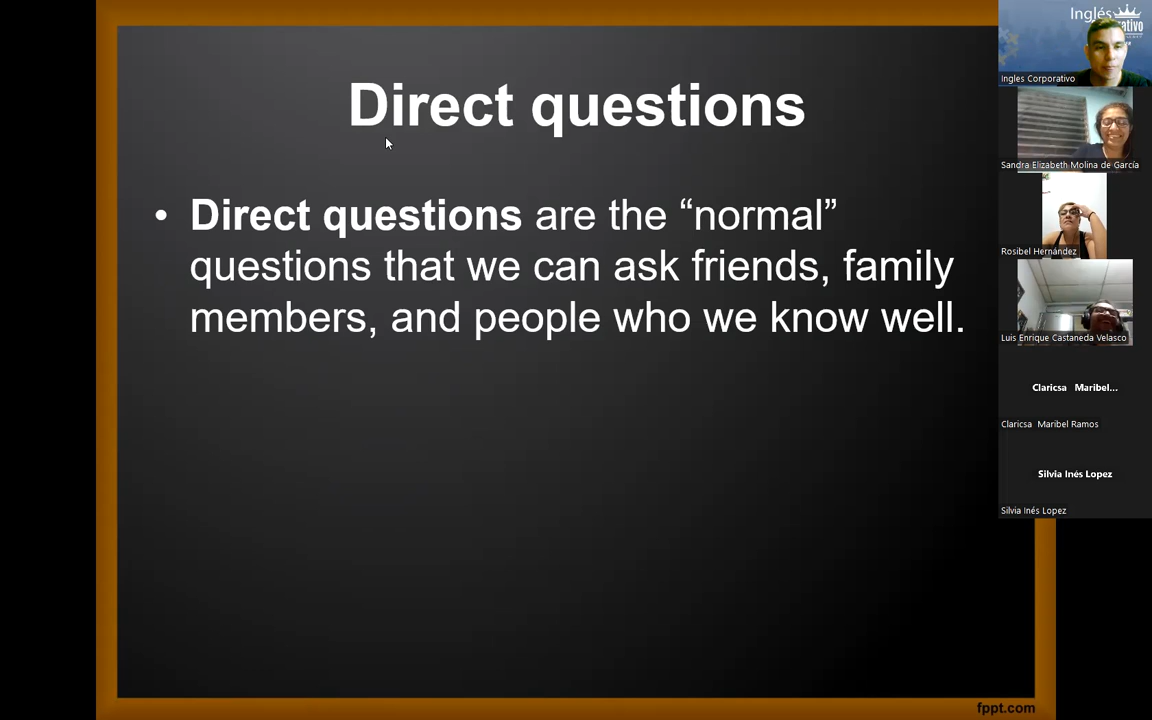 Direct questions
• Direct questions are the “normal”
questions that we can ask friends, family
members, and people who we know well.
fppt.com
Inglés
Ingles Corporativo
Sandra Elizabeth Molina de García
Rosibel Hernández
Luis Enrique Castaneda Velasco
Claricsa Maribel...
Claricsa Maribel Ramos
Silvia Inés Lopez
Silvia Inés Lopez